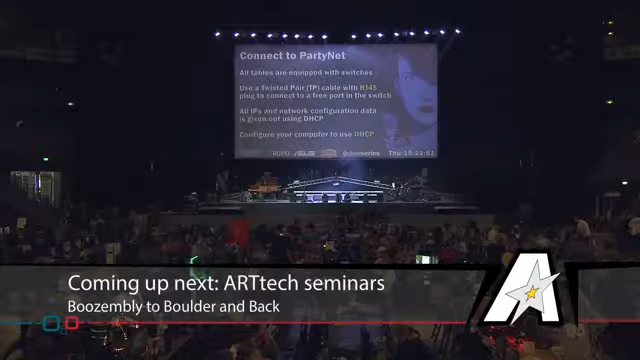 Connect to PartyNet
All tables are equipped with switches
Use a Twisted Pair (TP) cable with RJ45
plug to connect to a free port in the switch
All IPs and network configuration data
is given out using DHCP
Configure your computer to use DHCP
ASUS
Thu 15:23:51
Coming up next: ARTtech seminars
Boozembly to Boulder and Back
A